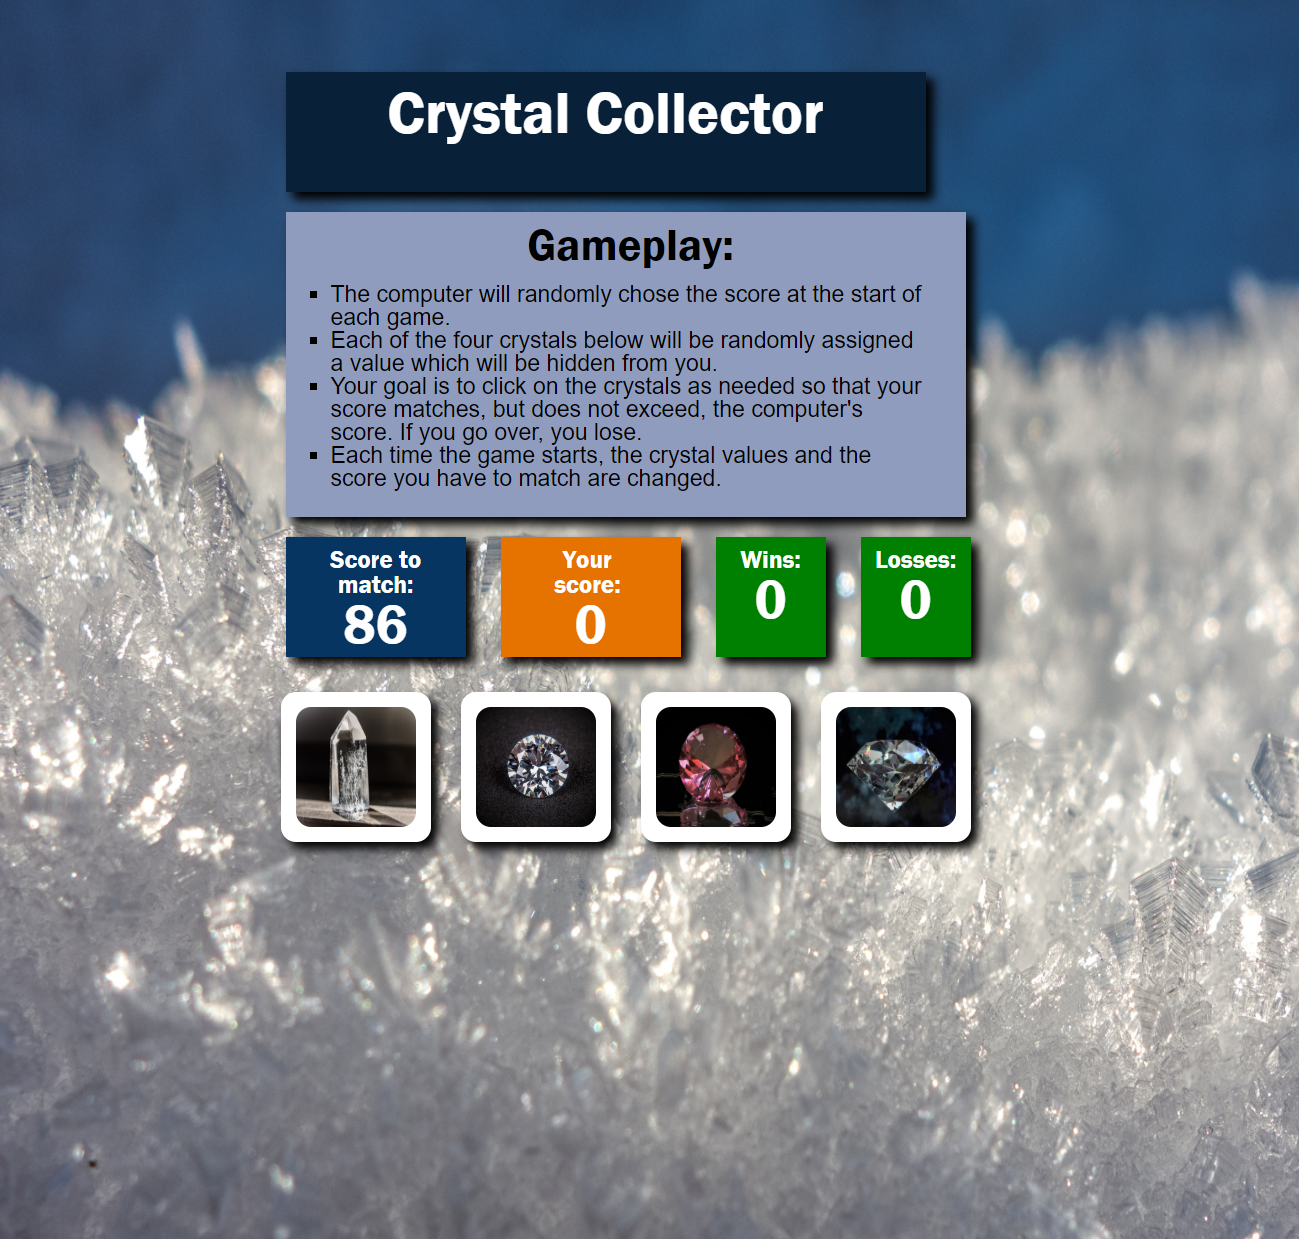 Crystal Collector
Gameplay:
The computer will randomly chose the score at the start of
each game.
Each of the four crystals below will be randomly assigned
a value which will be hidden from you.
Your goal is to click on the crystals as needed so that your
score matches, but does not exceed, the computer's
score. If you go over, you lose.
Each time the game starts, the crystal values and the
score you have to match are changed.
Score to
match:
86
Your
score:
0
Wins:
0
Losses:
0